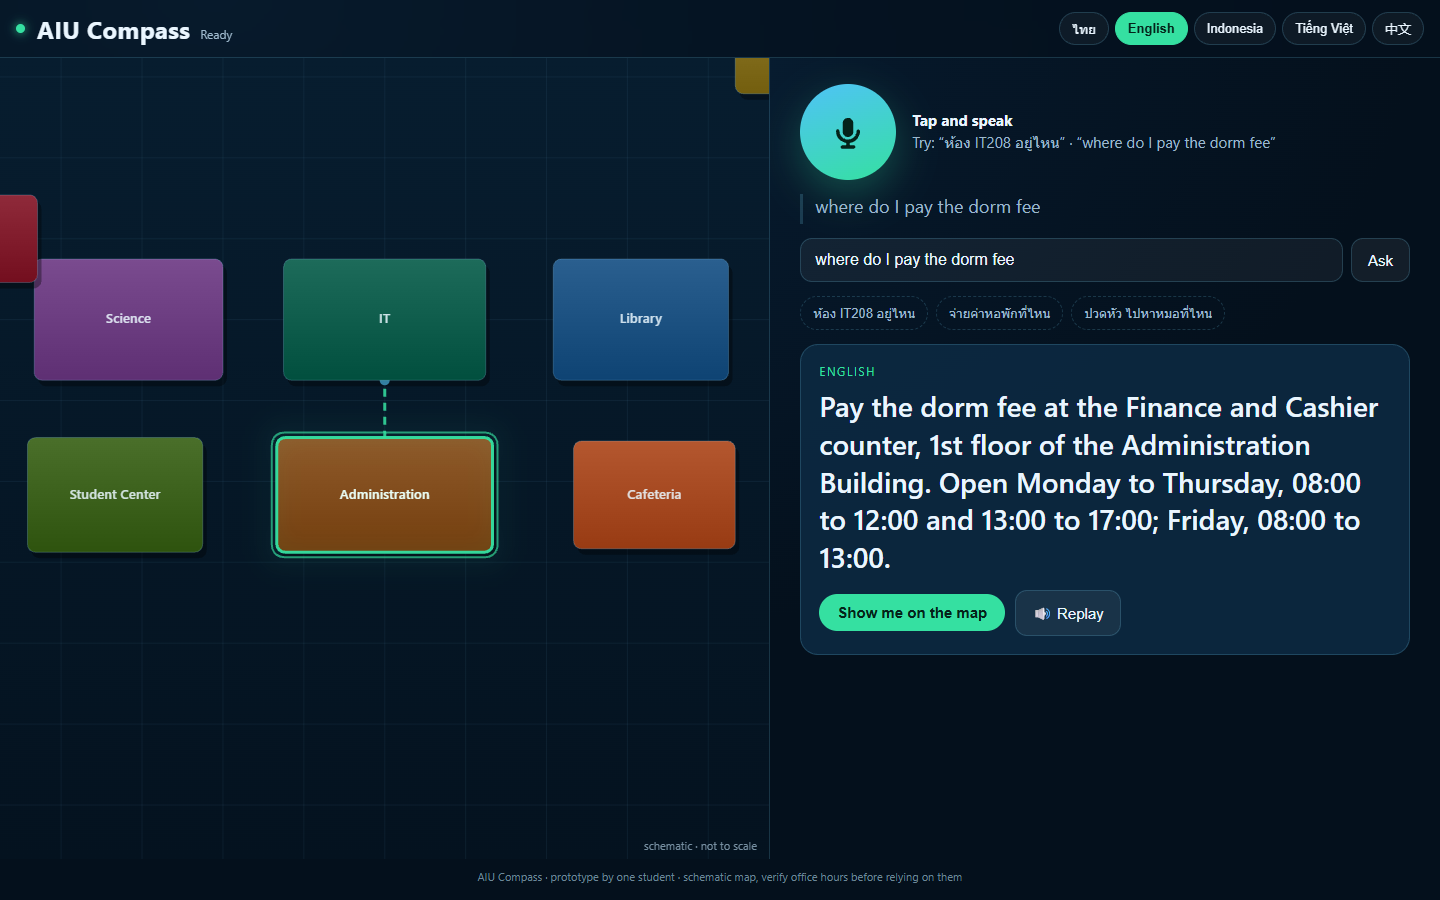 AIU Compass Ready
ไทย English Indonesia Tiếng Việt 中文
Tap and speak
Try: “ห้อง IT208 อยู่ไหน” · “where do I pay the dorm fee”
where do I pay the dorm fee
where do I pay the dorm fee
Ask
ห้อง IT208 อยู่ไหน
จ่ายค่าหอพักที่ไหน
ปวดหัว ไปหาหมอที่ไหน
ENGLISH
Pay the dorm fee at the Finance and Cashier
counter, 1st floor of the Administration
Building. Open Monday to Thursday, 08:00
to 12:00 and 13:00 to 17:00; Friday, 08:00 to
13:00.
Show me on the map
Replay
Science
IT
Library
Student Center
Administration
Cafeteria
schematic · not to scale
AIU Compass · prototype by one student · schematic map, verify office hours before relying on them